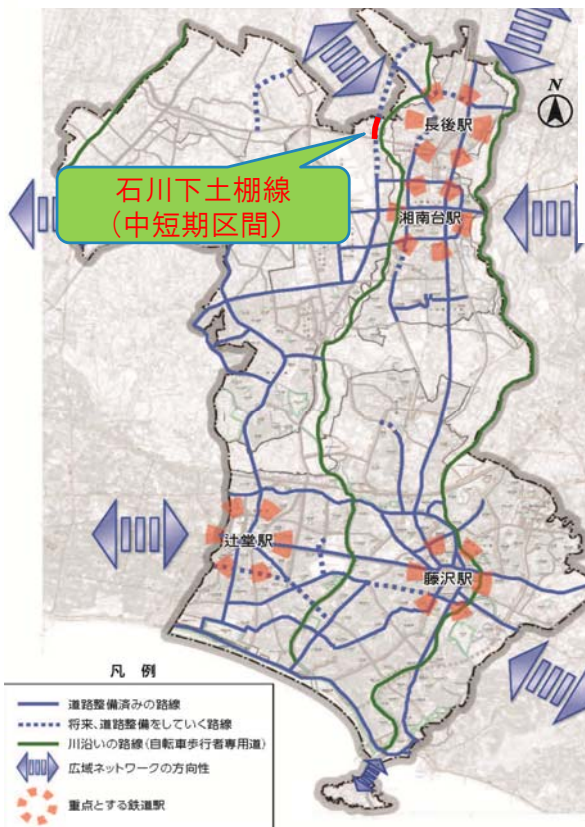 N
長後駅
石川下土棚線
（中短期区間）
湘南台駅
辻堂駅
藤沢駅
凡 例
道路整備済みの路線
将来、道路整備をしていく路線
川沿いの路線（自転車歩行者専用道）
広域ネットワークの方向性
重点とする鉄道駅